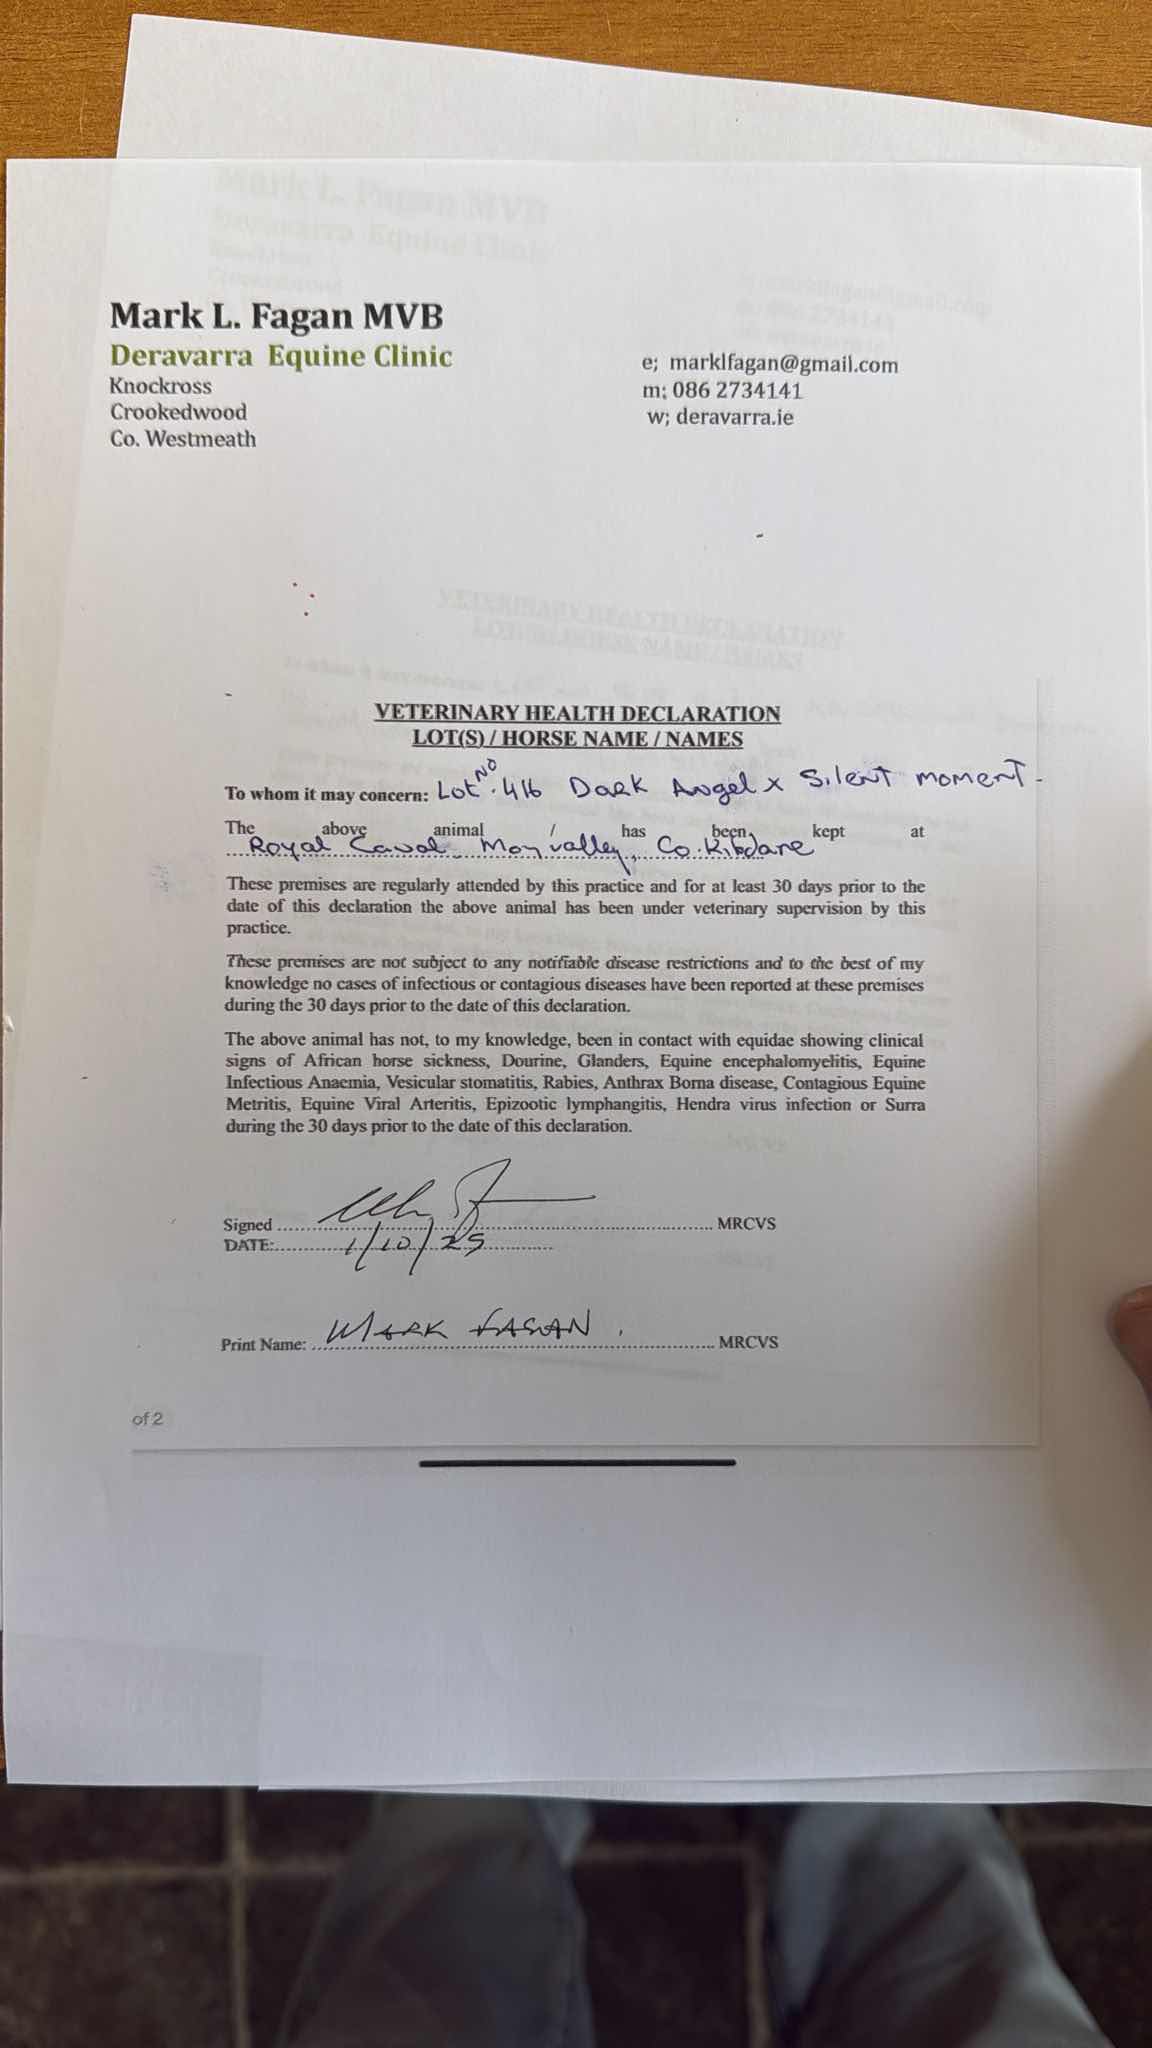 Mark L. Fagan MVB
Deravarra Equine Clinic
Knockross
Crookedwood
Co. Westmeath
e; marklfagan@gmail.com
m; 086 2734141
w; deravarra.ie
VETERINARY HEALTH DECLARATION
LOT(S) / HORSE NAME / NAMES
To whom it may concern: Lot NO. 416 Dark Angel x Silent moment -
The above animal / has been kept at
Royal Canal, Moyvalley, Co. Kildare
These premises are regularly attended by this practice and for at least 30 days prior to the
date of this declaration the above animal has been under veterinary supervision by this
practice.
These premises are not subject to any notifiable disease restrictions and to the best of my
knowledge no cases of infectious or contagious diseases have been reported at these premises
during the 30 days prior to the date of this declaration.
The above animal has not, to my knowledge, been in contact with equidae showing clinical
signs of African horse sickness, Dourine, Glanders, Equine encephalomyelitis, Equine
Infectious Anaemia, Vesicular stomatitis, Rabies, Anthrax Borna disease, Contagious Equine
Metritis, Equine Viral Arteritis, Epizootic lymphangitis, Hendra virus infection or Surra
during the 30 days prior to the date of this declaration.
Signed ........ MRCVS
DATE: 1/10/25
Print Name: MARK FAGAN. MRCVS
of 2